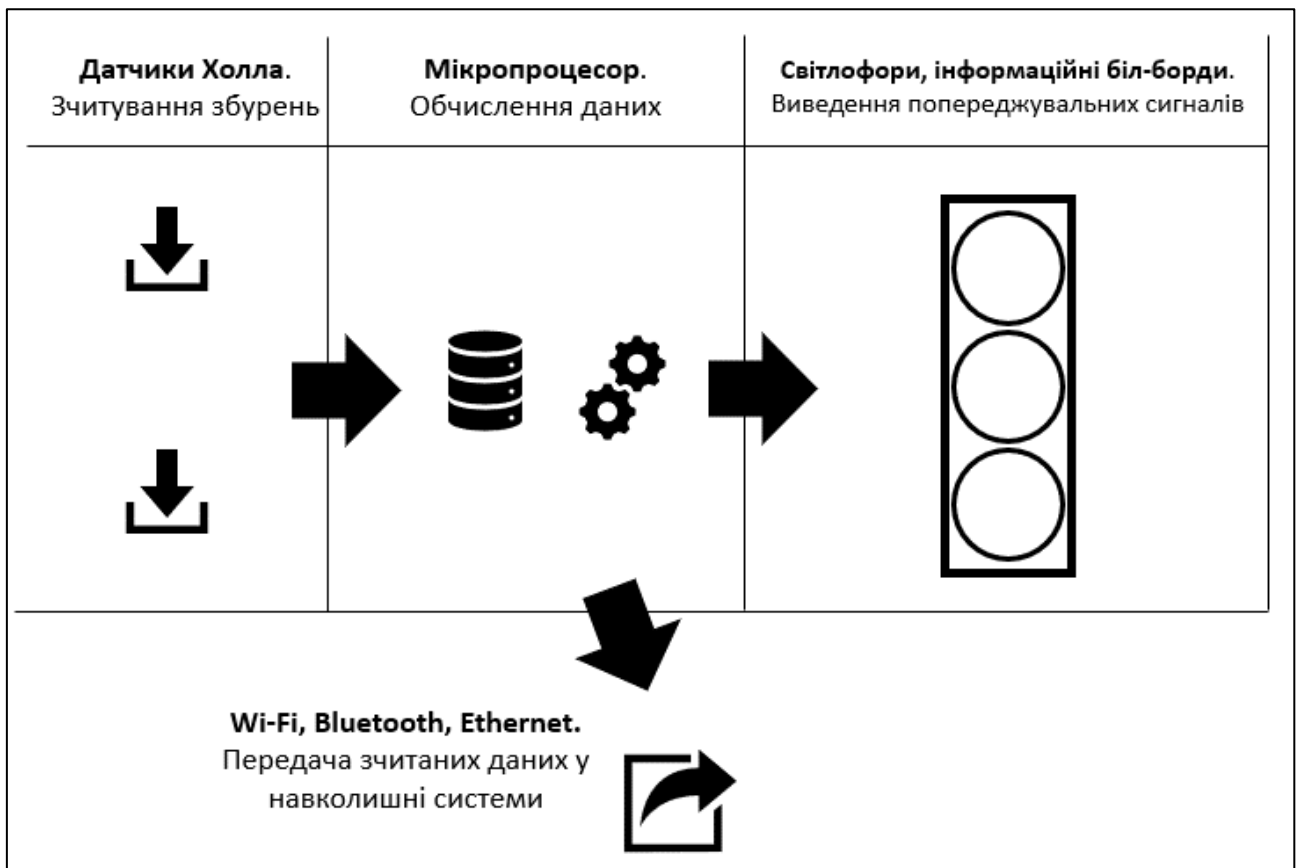 Датчики Холла.
Зчитування збурень
Мікропроцесор.
Обчислення даних
Світлофори, інформаційні біл-борди.
Виведення попереджувальних сигналів
Wi-Fi, Bluetooth, Ethernet.
Передача зчитаних даних у
навколишні системи